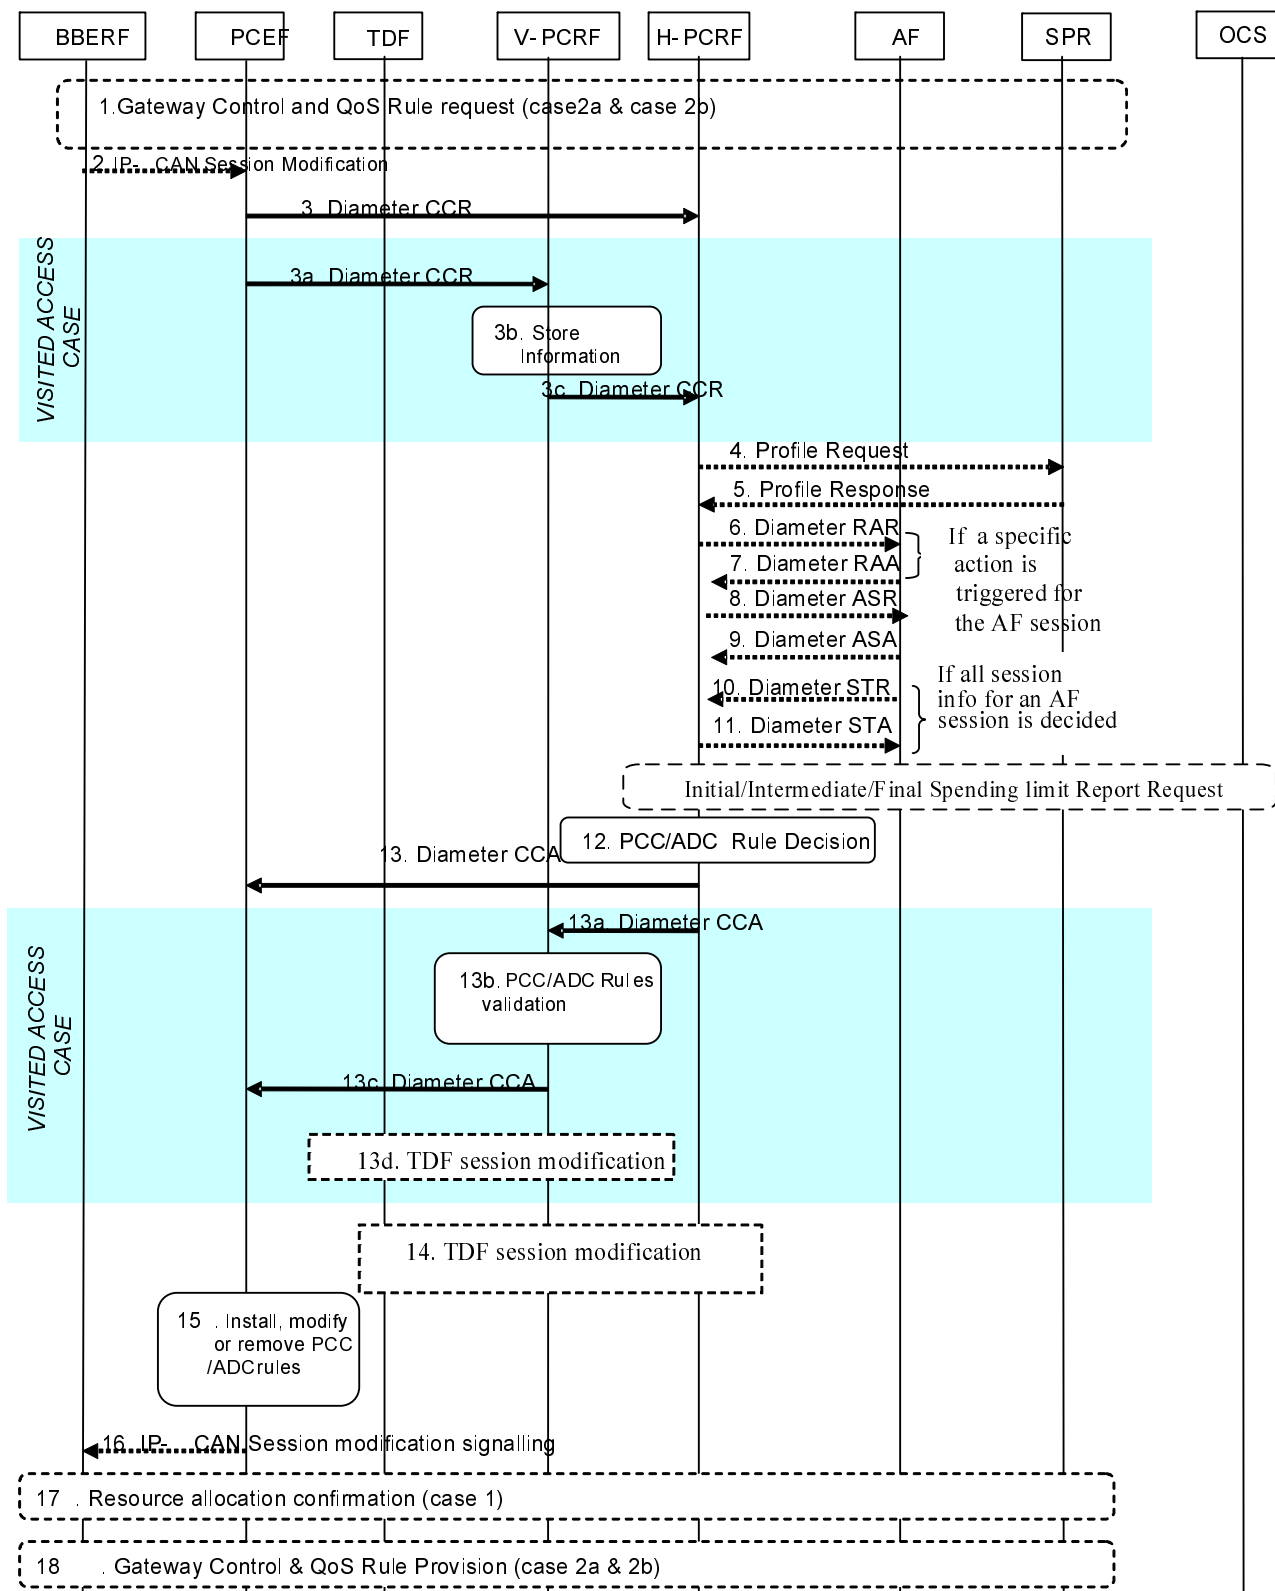 BBERF
PCEF
TDF
V- PCRF
H- PCRF
AF
SPR
OCS
1.Gateway Control and QoS Rule request (case2a & case 2b)
2. IP- CAN Session Modification
3. Diameter CCR
VISITED ACCESS
CASE
3a. Diameter CCR
3b. Store
Information
3c. Diameter CCR
4. Profile Request
5. Profile Response
6. Diameter RAR
7. Diameter RAA
8. Diameter ASR
9. Diameter ASA
If a specific
action is
triggered for
the AF session
10. Diameter STR
11. Diameter STA
If all session
info for an AF
session is decided
Initial/Intermediate/Final Spending limit Report Request
12. PCC/ADC Rule Decision
13. Diameter CCA
VISITED ACCESS
CASE
13a. Diameter CCA
13b. PCC/ADC Rules
validation
13c. Diameter CCA
13d. TDF session modification
14. TDF session modification
15 . Install, modify
or remove PCC
/ADC rules
16. IP- CAN Session modification signalling
17 . Resource allocation confirmation (case 1)
18 . Gateway Control & QoS Rule Provision (case 2a & 2b)